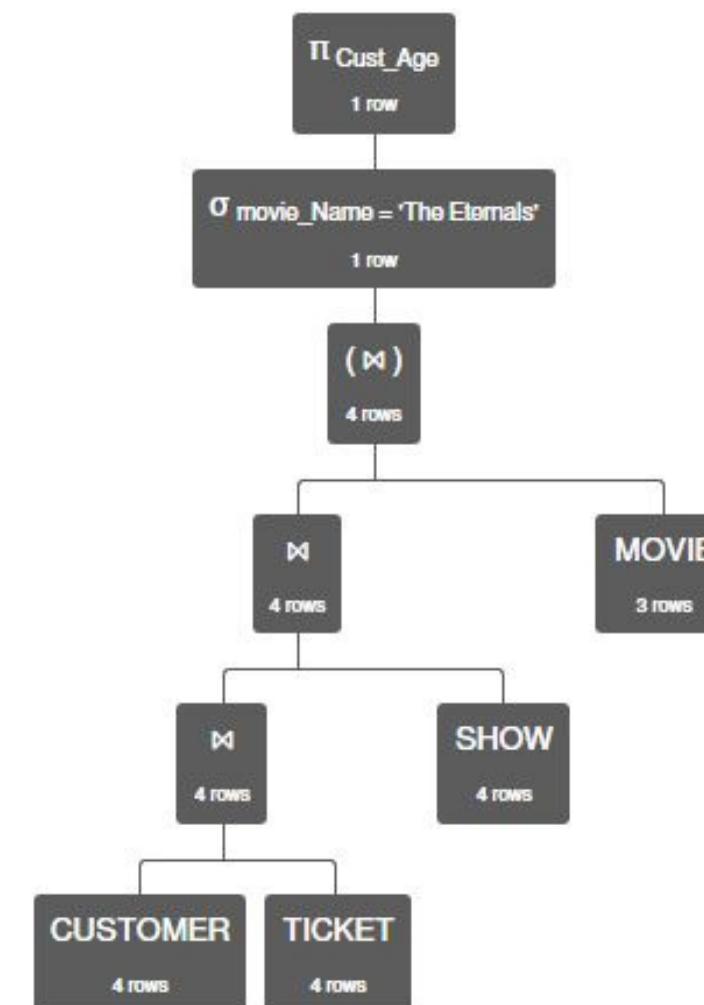 π Cust_Age
1 row
σ movie_Name = 'The Eternals'
1 row
( ⋈ )
4 rows
⋈
4 rows
MOVIE
3 rows
⋈
4 rows
SHOW
4 rows
CUSTOMER
4 rows
TICKET
4 rows